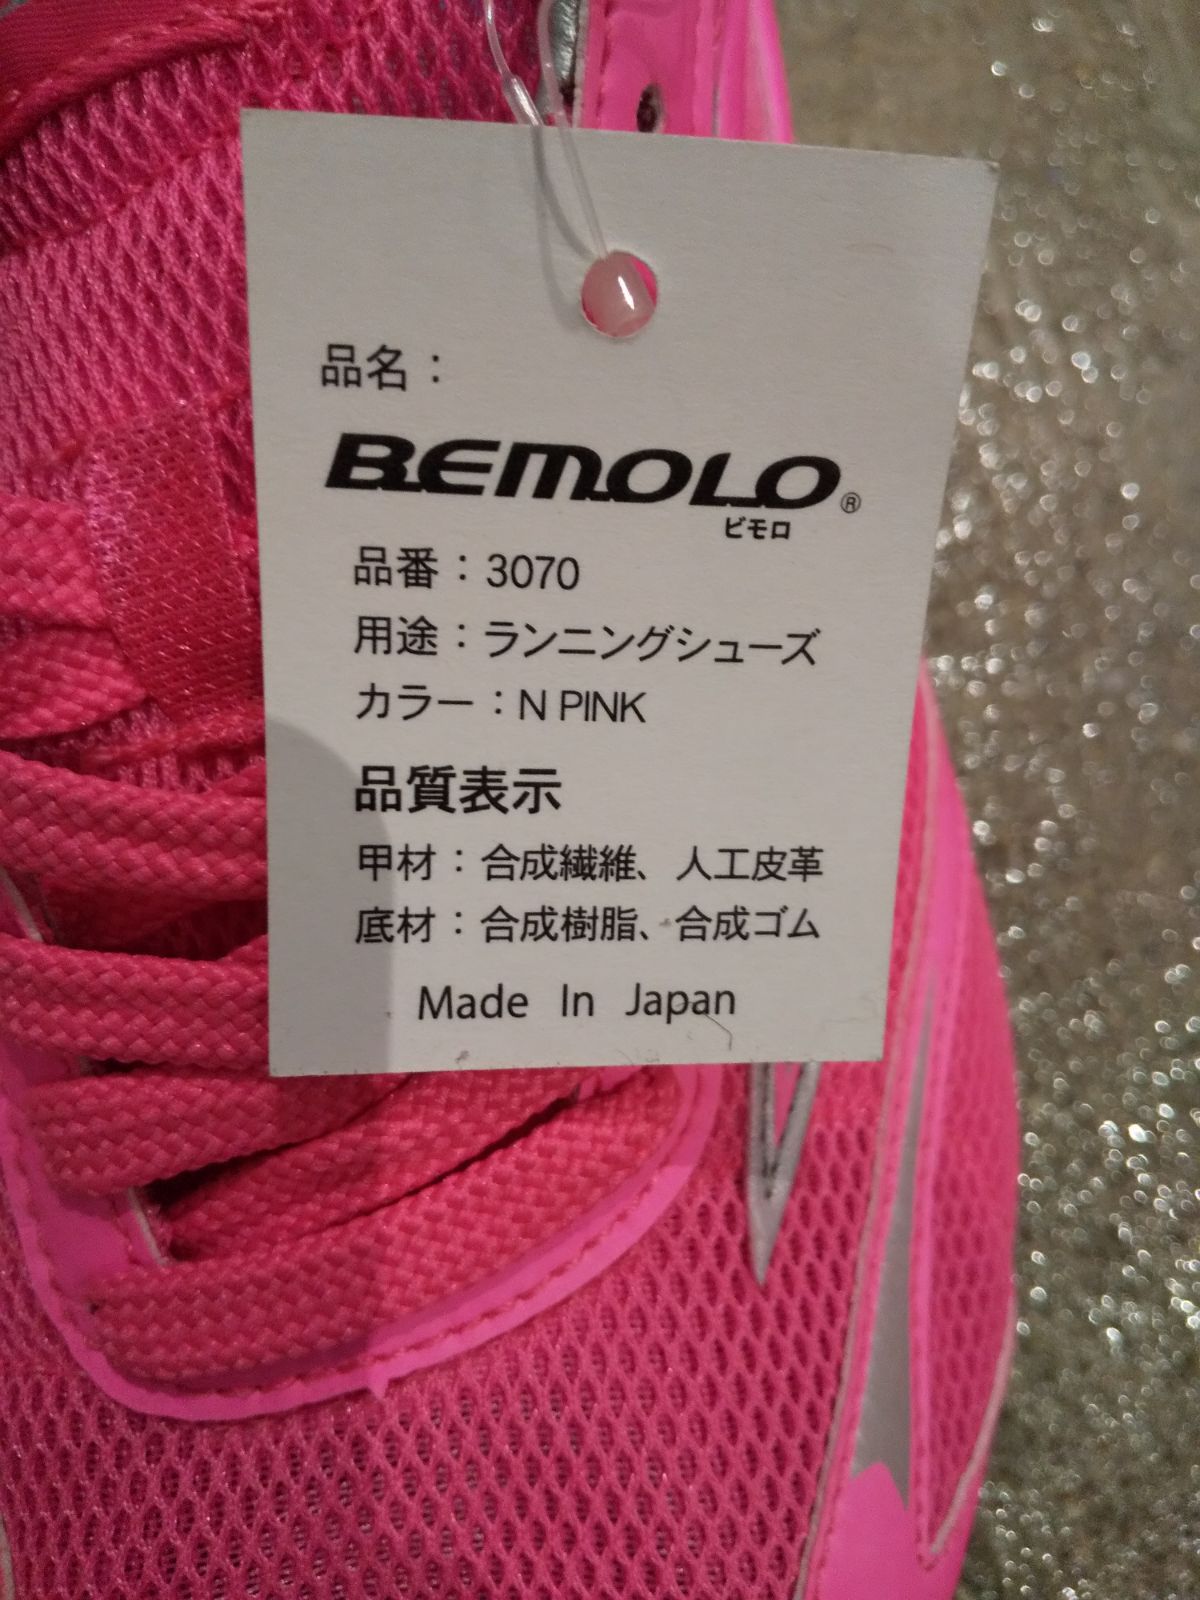 品名：
BEMOLO®
ビモロ
品番：3070
用途：ランニングシューズ
カラー：N PINK
品質表示
甲材：合成繊維、人工皮革
底材：合成樹脂、合成ゴム
Made In Japan